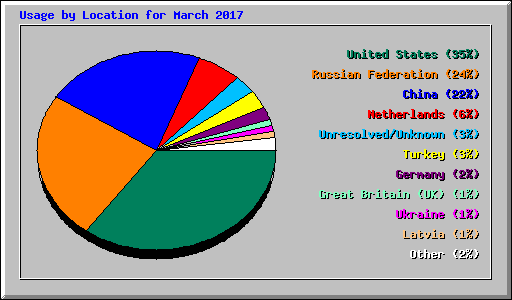 Usage by Location for March 2017
United States (35%)
Russian Federation (24%)
China (22%)
Netherlands (6%)
Unresolved/Unknown (3%)
Turkey (3%)
Germany (2%)
Great Britain (UK) (1%)
Ukraine (1%)
Latvia (1%)
Other (2%)